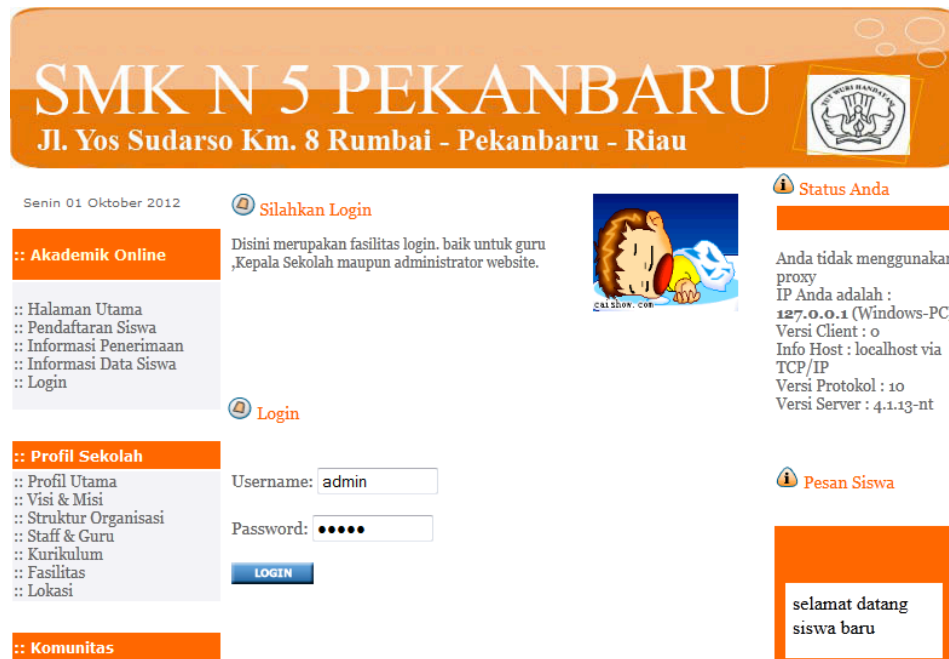 SMK N 5 PEKANBARU
Jl. Yos Sudarso Km. 8 Rumbai - Pekanbaru - Riau
TUT WURI HANDAYANI
Senin 01 Oktober 2012
:: Akademik Online
:: Halaman Utama
:: Pendaftaran Siswa
:: Informasi Penerimaan
:: Informasi Data Siswa
:: Login
:: Profil Sekolah
:: Profil Utama
:: Visi & Misi
:: Struktur Organisasi
:: Staff & Guru
:: Kurikulum
:: Fasilitas
:: Lokasi
:: Komunitas
Silahkan Login
Disini merupakan fasilitas login. baik untuk guru
,Kepala Sekolah maupun administrator website.
caishow.com
Login
Username: admin
Password: •••••
LOGIN
Status Anda
Anda tidak menggunakan
proxy
IP Anda adalah :
127.0.0.1 (Windows-PC)
Versi Client : 0
Info Host : localhost via
TCP/IP
Versi Protokol : 10
Versi Server : 4.1.13-nt
Pesan Siswa
selamat datang
siswa baru